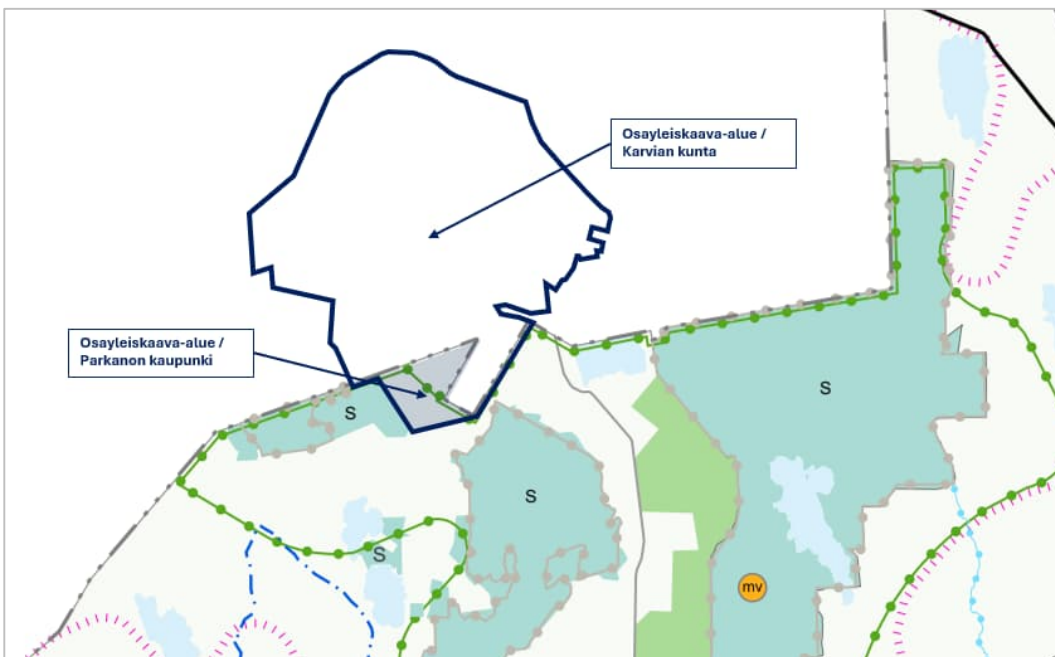 Osayleiskaava-alue /
Karvian kunta
Osayleiskaava-alue /
Parkanon kaupunki
S
S
S
S
mv